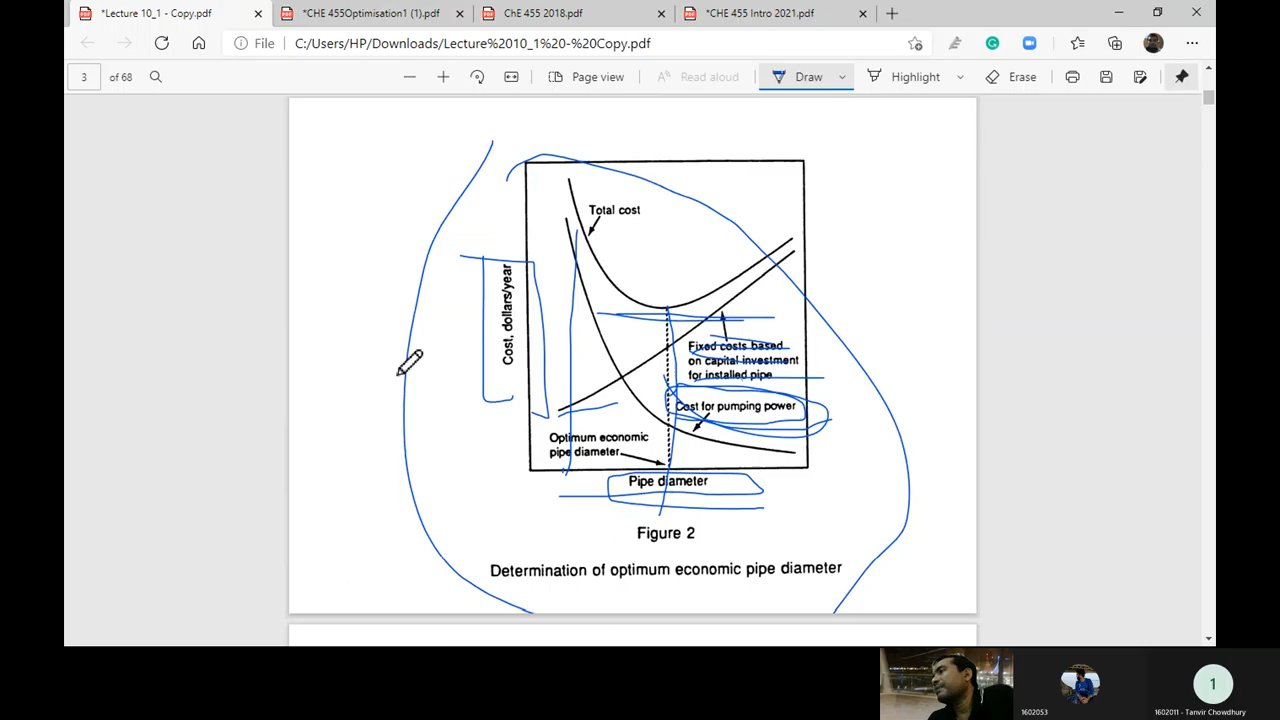 *Lecture 10_1 - Copy.pdf
*CHE 455Optimisation1 (1).pdf
ChE 455 2018.pdf
*CHE 455 Intro 2021.pdf
File
C:/Users/HP/Downloads/Lecture%2010_1%20-%20Copy.pdf
3 of 68
Page view
Read aloud
Draw
Highlight
Erase
Total cost
Cost, dollars/year
Fixed costs based
on capital investment
for installed pipe
Cost for pumping power
Optimum economic
pipe diameter
Pipe diameter
Figure 2
Determination of optimum economic pipe diameter
1
1602053
1602011 - Tanvir Chowdhury